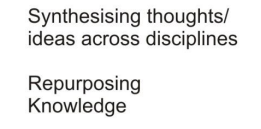 Synthesising thoughts/
ideas across disciplines
Repurposing
Knowledge